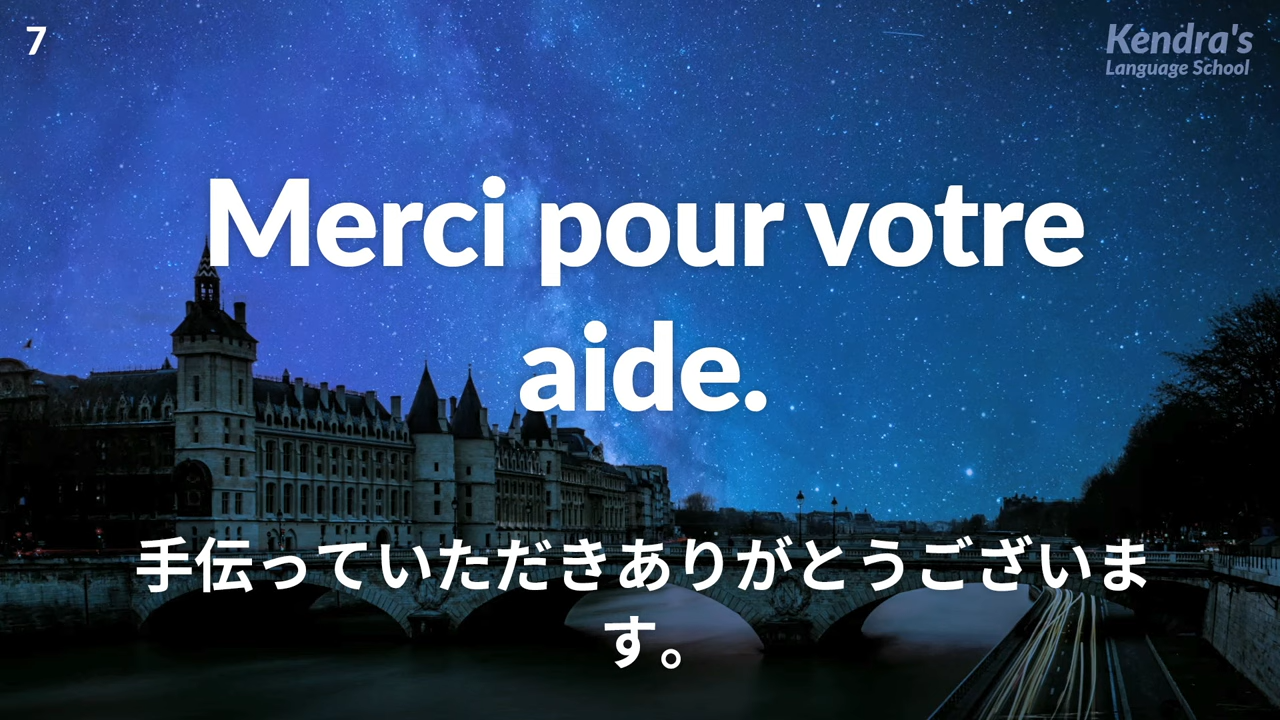 7
Kendra's
Language School
Merci pour votre
aide.
手伝っていただきありがとうございま
す。